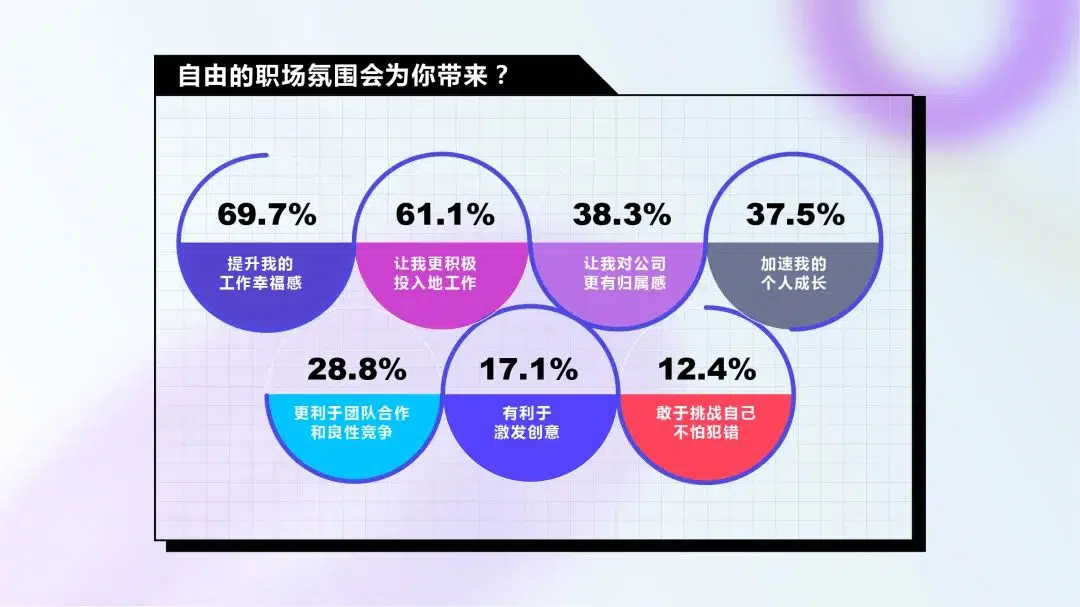 自由的职场氛围会为你带来？
69.7%
提升我的
工作幸福感
61.1%
让我更积极
投入地工作
38.3%
让我对公司
更有归属感
37.5%
加速我的
个人成长
28.8%
更利于团队合作
和良性竞争
17.1%
有利于
激发创意
12.4%
敢于挑战自己
不怕犯错